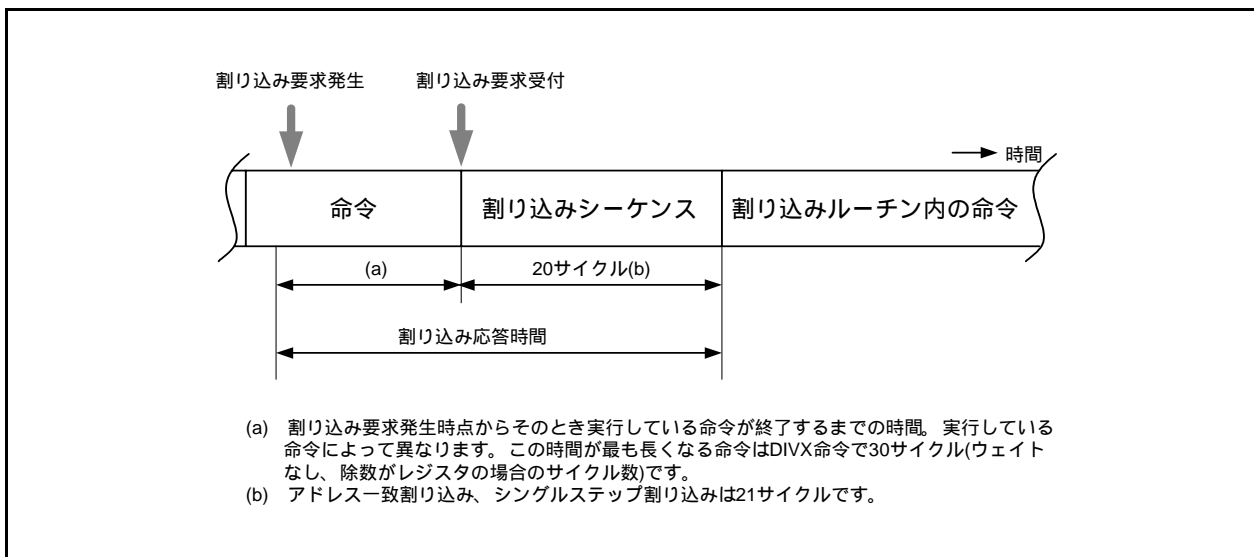 割り込み要求発生 割り込み要求受付
時間
命令 割り込みシーケンス 割り込みルーチン内の命令
(a) 20サイクル(b)
割り込み応答時間
(a) 割り込み要求発生時点からそのとき実行している命令が終了するまでの時間。実行している
命令によって異なります。この時間が最も長くなる命令はDIVX命令で30サイクル(ウェイト
なし、除数がレジスタの場合のサイクル数)です。
(b) アドレス一致割り込み、シングルステップ割り込みは21サイクルです。